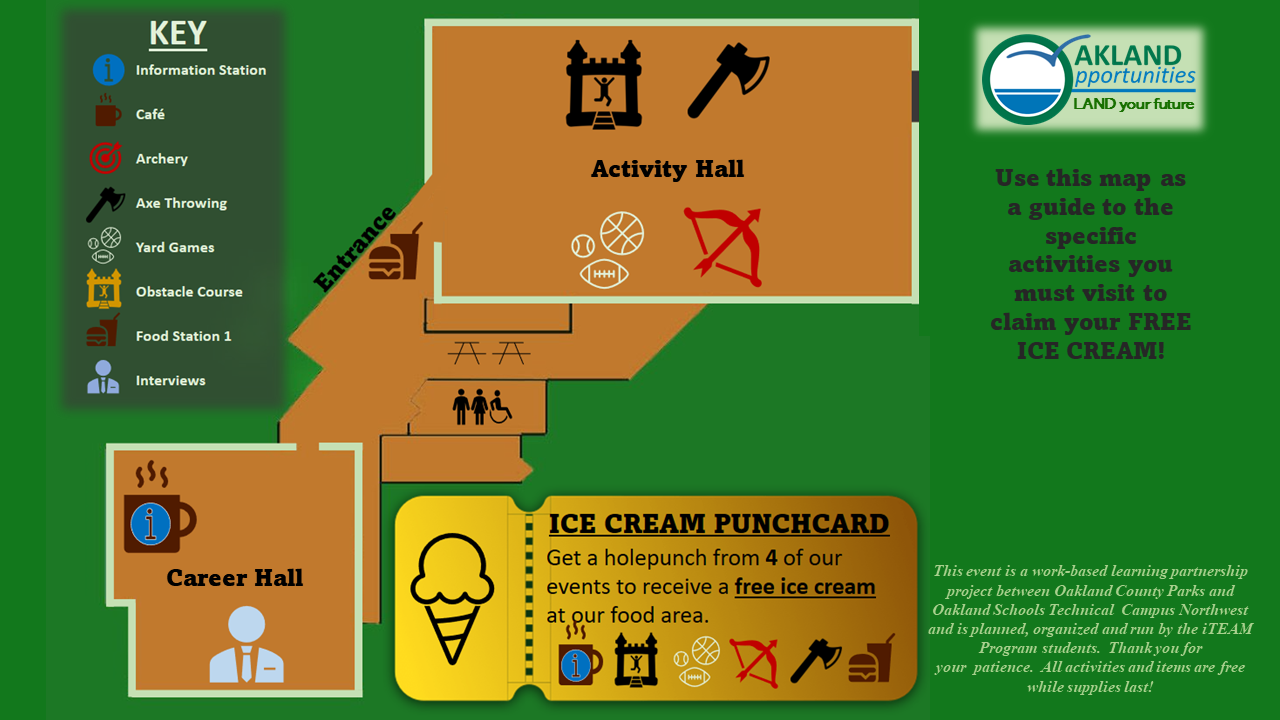 KEY
Information Station
Café
Archery
Axe Throwing
Yard Games
Obstacle Course
Food Station 1
Interviews
Activity Hall
Entrance
Career Hall
AKLAND
pportunities
LAND your future
Use this map as
a guide to the
specific
activities you
must visit to
claim your FREE
ICE CREAM!
ICE CREAM PUNCHCARD
Get a holepunch from 4 of our
events to receive a free ice cream
at our food area.
This event is a work-based learning partnership
project between Oakland County Parks and
Oakland Schools Technical Campus Northwest
and is planned, organized and run by the iTEAM
Program students. Thank you for
your patience. All activities and items are free
while supplies last!